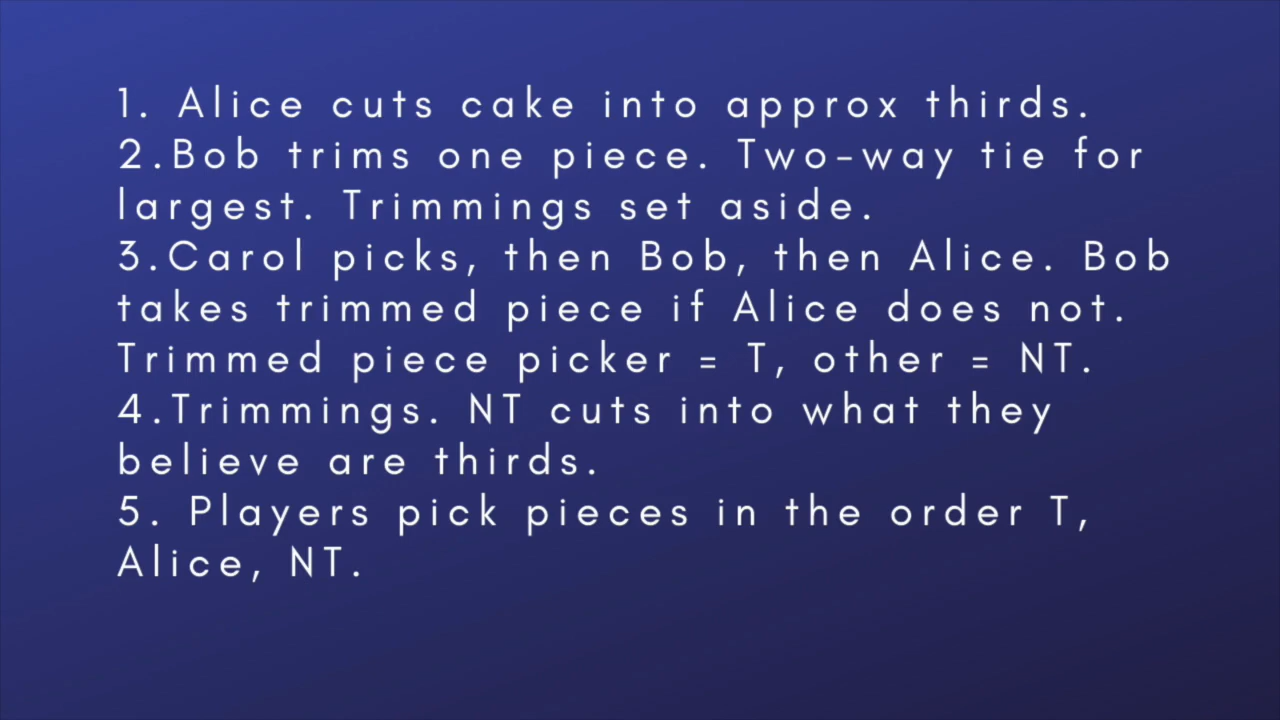 1. Alice cuts cake into approx thirds.
2.Bob trims one piece. Two-way tie for
largest. Trimmings set aside.
3.Carol picks, then Bob, then Alice. Bob
takes trimmed piece if Alice does not.
Trimmed piece picker = T, other = NT.
4.Trimmings. NT cuts into what they
believe are thirds.
5. Players pick pieces in the order T,
Alice, NT.